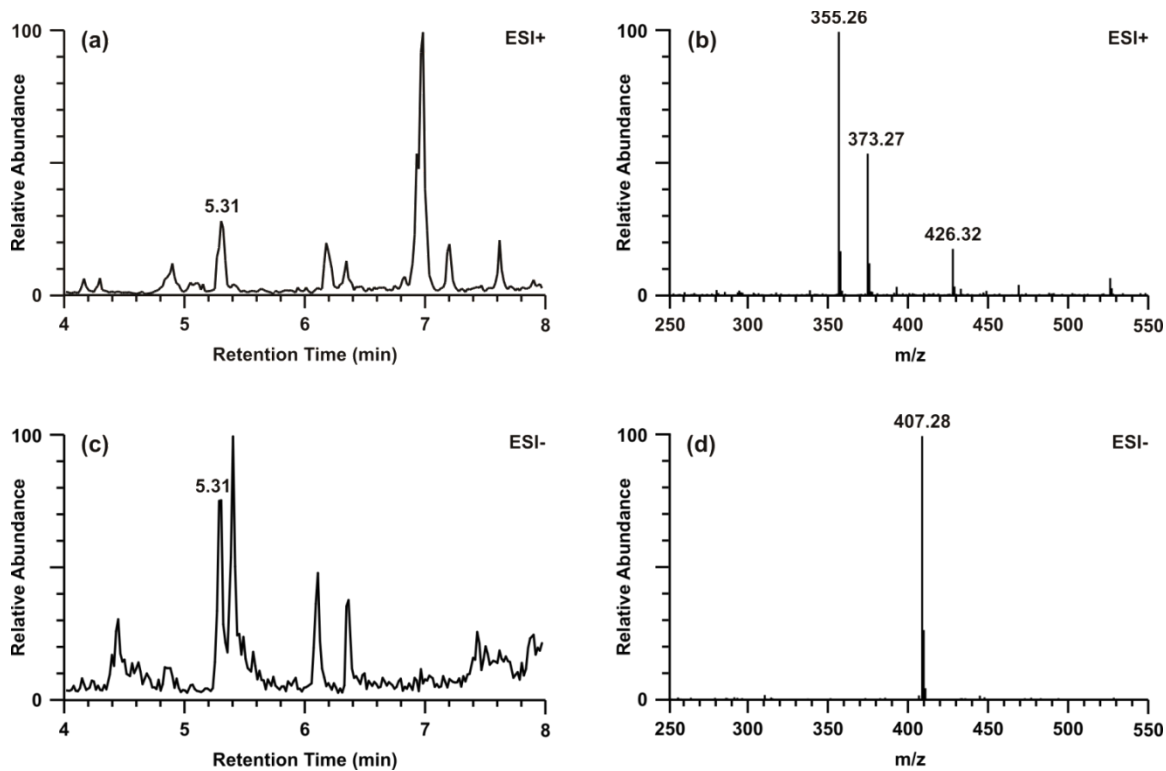 (a)
ESI+
100
0
5.31
4 5 6 7 8
Retention Time (min)
Relative Abundance
(b)
ESI+
100
0
355.26
373.27
426.32
250 300 350 400 450 500 550
m/z
Relative Abundance
(c)
ESI-
100
0
5.31
4 5 6 7 8
Retention Time (min)
Relative Abundance
(d)
ESI-
100
0
407.28
250 300 350 400 450 500 550
m/z
Relative Abundance